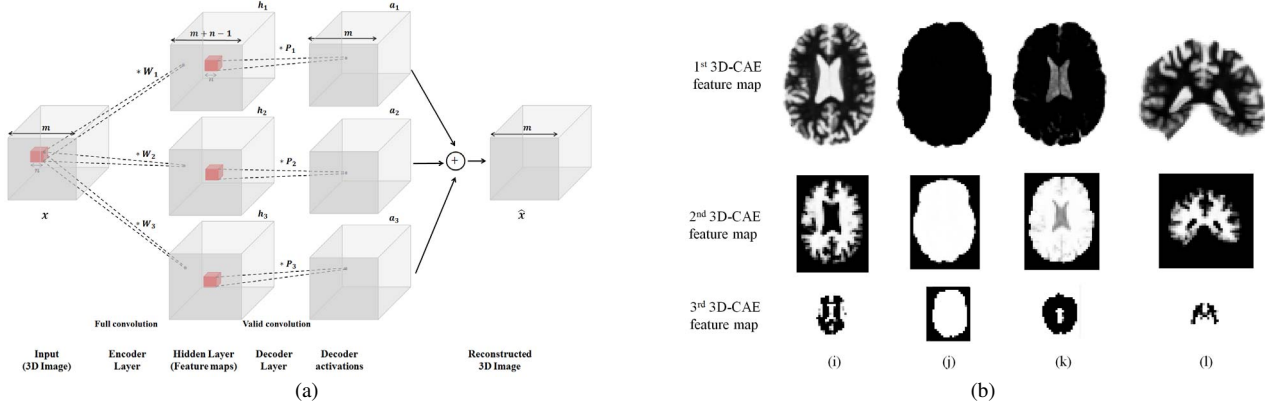 h₁
a₁
m + n − 1
m
* P₁
n
* W₁
h₂
a₂
m
m
* W₂
* P₂
n
+
x
x̂
* W₃
h₃
a₃
* P₃
Full convolution
Valid convolution
Input
(3D Image)
Encoder
Layer
Hidden Layer
(Feature maps)
Decoder
Layer
Decoder
activations
Reconstructed
3D Image
(a)
1st 3D-CAE
feature map
2nd 3D-CAE
feature map
3rd 3D-CAE
feature map
(i)
(j)
(k)
(l)
(b)